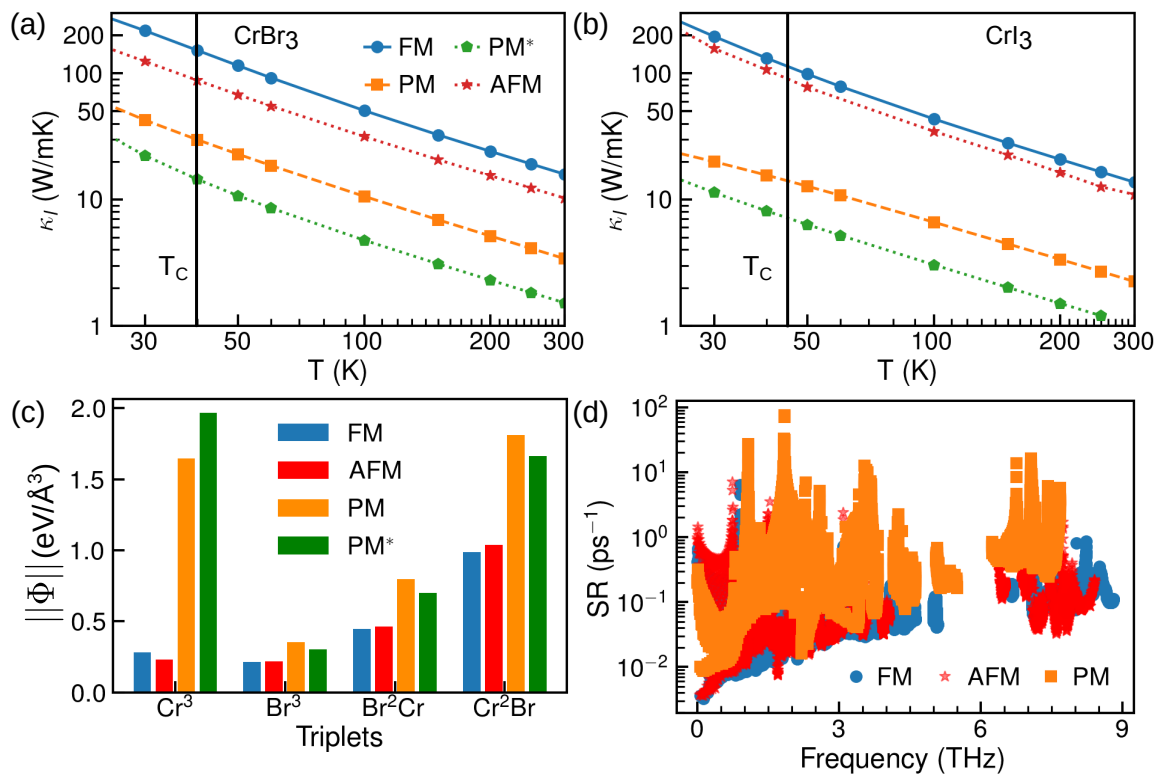 (a)
CrBr3
FM
PM
PM*
AFM
200
100
50
10
1
κl (W/mK)
TC
30
50
100
200
300
T (K)
(b)
CrI3
200
100
50
10
1
κl (W/mK)
TC
30
50
100
200
300
T (K)
(c)
2.0
1.5
1.0
0.5
0.0
||Φ|| (eV/Å³)
FM
AFM
PM
PM*
Cr³
Br³
Br²Cr
Cr²Br
Triplets
(d)
10²
10¹
10⁰
10⁻¹
10⁻²
SR (ps⁻¹)
FM
AFM
PM
0
3
6
9
Frequency (THz)